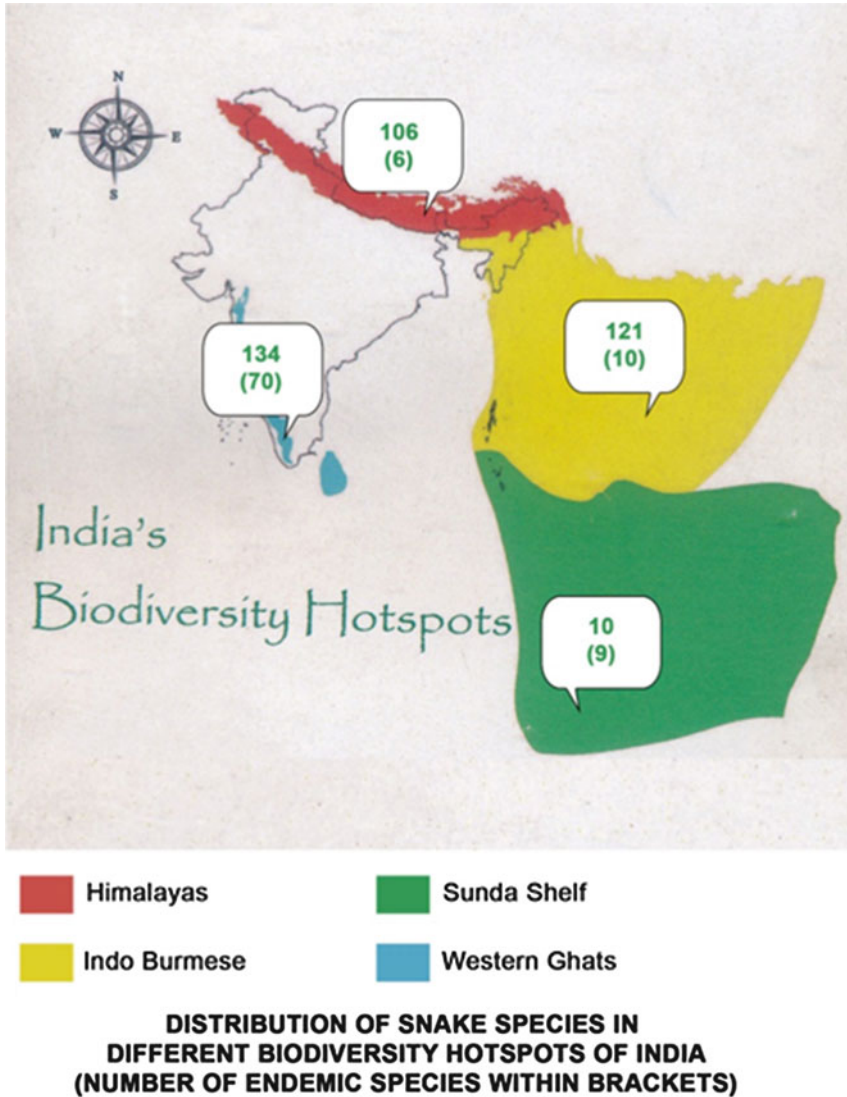 N
W
E
S
106
(6)
134
(70)
121
(10)
India's
Biodiversity Hotspots
10
(9)
Himalayas
Sunda Shelf
Indo Burmese
Western Ghats
DISTRIBUTION OF SNAKE SPECIES IN
DIFFERENT BIODIVERSITY HOTSPOTS OF INDIA
(NUMBER OF ENDEMIC SPECIES WITHIN BRACKETS)